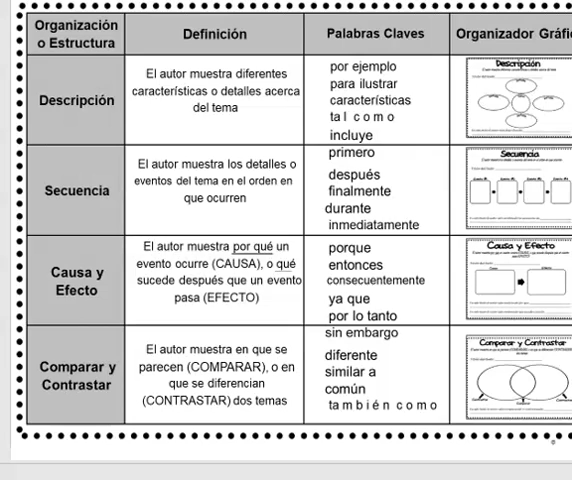 Organización
o Estructura
Definición
Palabras Claves
Organizador Gráfi
Descripción
El autor muestra diferentes
características o detalles acerca
del tema
por ejemplo
para ilustrar
características
tal como
incluye
Descripción
Secuencia
El autor muestra los detalles o
eventos del tema en el orden en
que ocurren
primero
después
finalmente
durante
inmediatamente
Secuencia
Causa y
Efecto
El autor muestra por qué un
evento ocurre (CAUSA), o qué
sucede después que un evento
pasa (EFECTO)
porque
entonces
consecuentemente
ya que
por lo tanto
Causa y Efecto
Comparar y
Contrastar
El autor muestra en que se
parecen (COMPARAR), o en
que se diferencian
(CONTRASTAR) dos temas
sin embargo
diferente
similar a
común
también como
Comparar y Contrastar